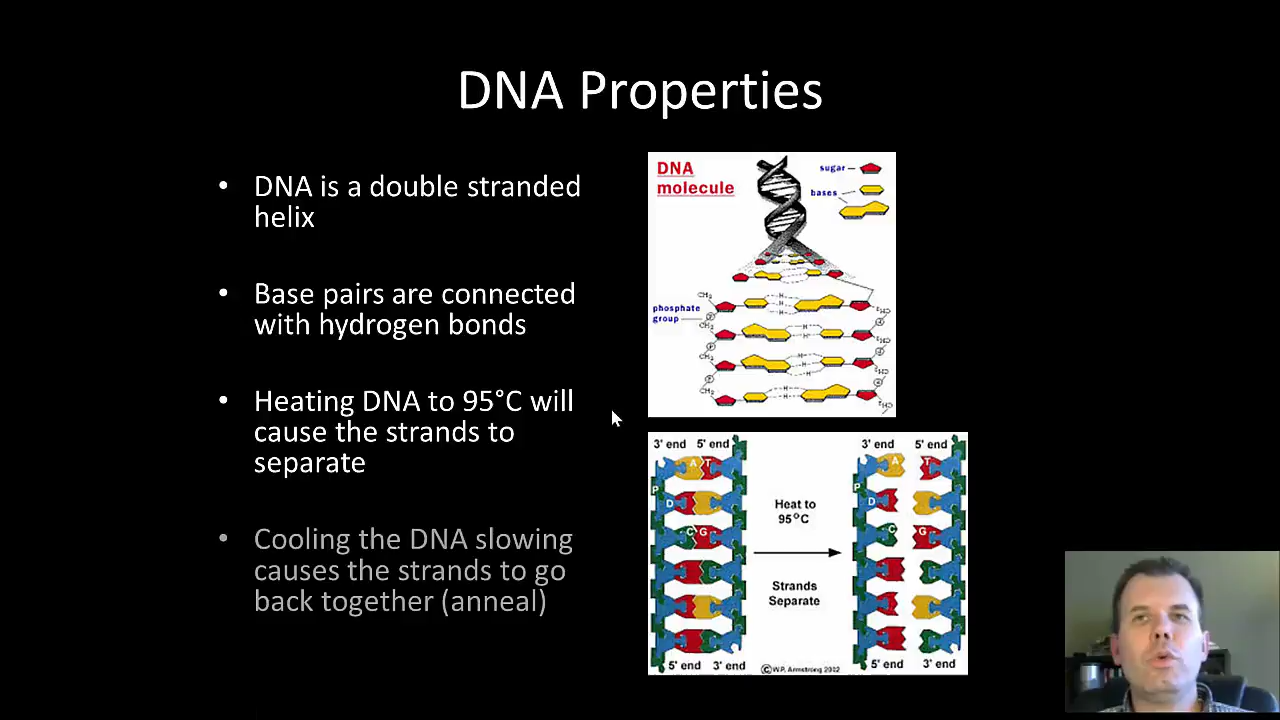 DNA Properties
• DNA is a double stranded
helix
• Base pairs are connected
with hydrogen bonds
• Heating DNA to 95°C will
cause the strands to
separate
• Cooling the DNA slowing
causes the strands to go
back together (anneal)
DNA
molecule
sugar
bases
phosphate
group
CH₂
H
H
H
P
H
H
H
H
H
H
3' end 5' end
A T
P
D
C G
5' end 3' end
Heat to
95°C
Strands
Separate
©W.P. Armstrong 2002
3' end 5' end
A T
P
D
C G
5' end 3' end